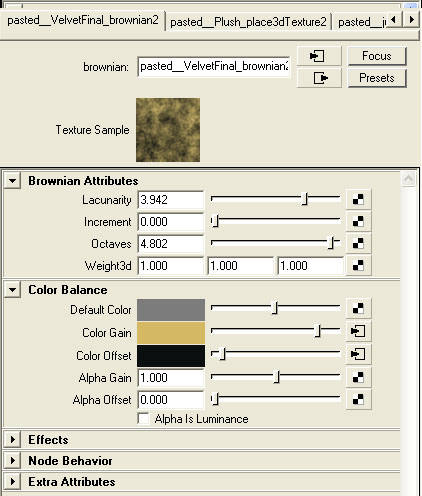 pasted__VelvetFinal_brownian2 pasted__Plush_place3dTexture2 pasted__ju
brownian: pasted__VelvetFinal_brownian2 Focus
Presets
Texture Sample
Brownian Attributes
Lacunarity 3.942
Increment 0.000
Octaves 4.802
Weight3d 1.000 1.000 1.000
Color Balance
Default Color
Color Gain
Color Offset
Alpha Gain 1.000
Alpha Offset 0.000
Alpha Is Luminance
Effects
Node Behavior
Extra Attributes